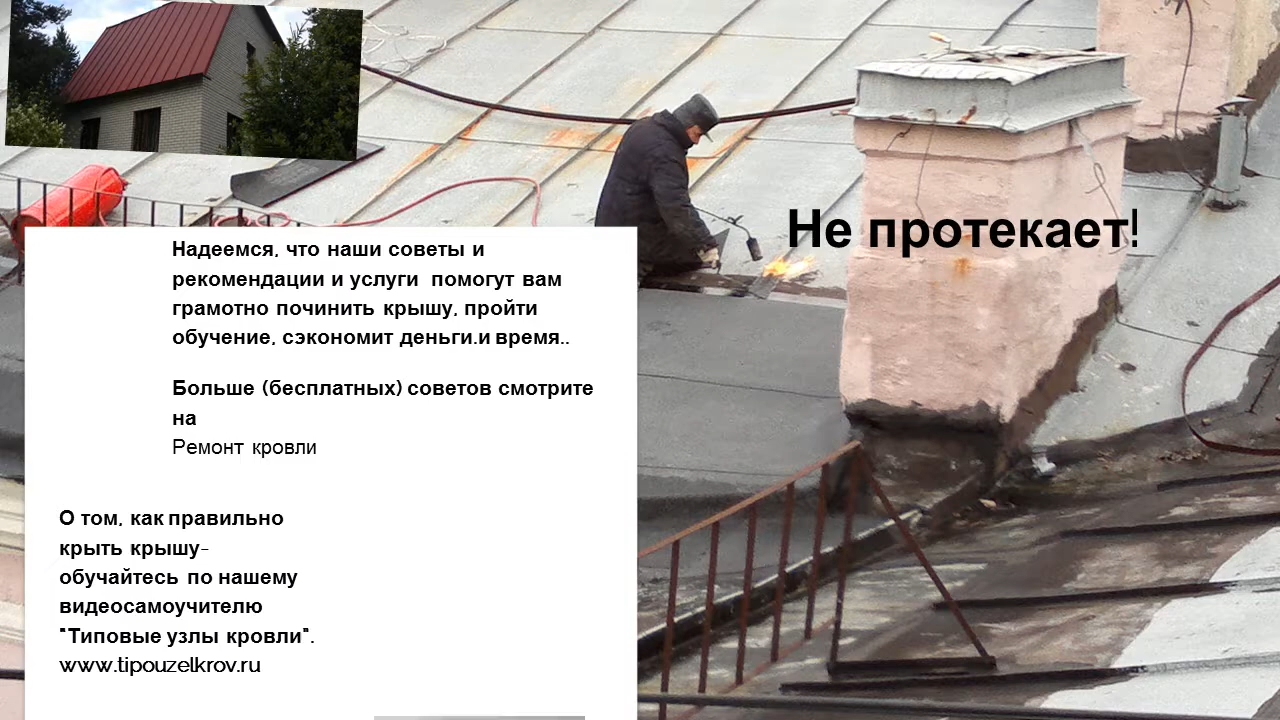 Не протекает!
Надеемся, что наши советы и
рекомендации и услуги помогут вам
грамотно починить крышу, пройти
обучение, сэкономит деньги.и время..
Больше (бесплатных) советов смотрите
на
Ремонт кровли
О том, как правильно
крыть крышу-
обучайтесь по нашему
видеосамоучителю
"Типовые узлы кровли".
www.tipouzelkrov.ru